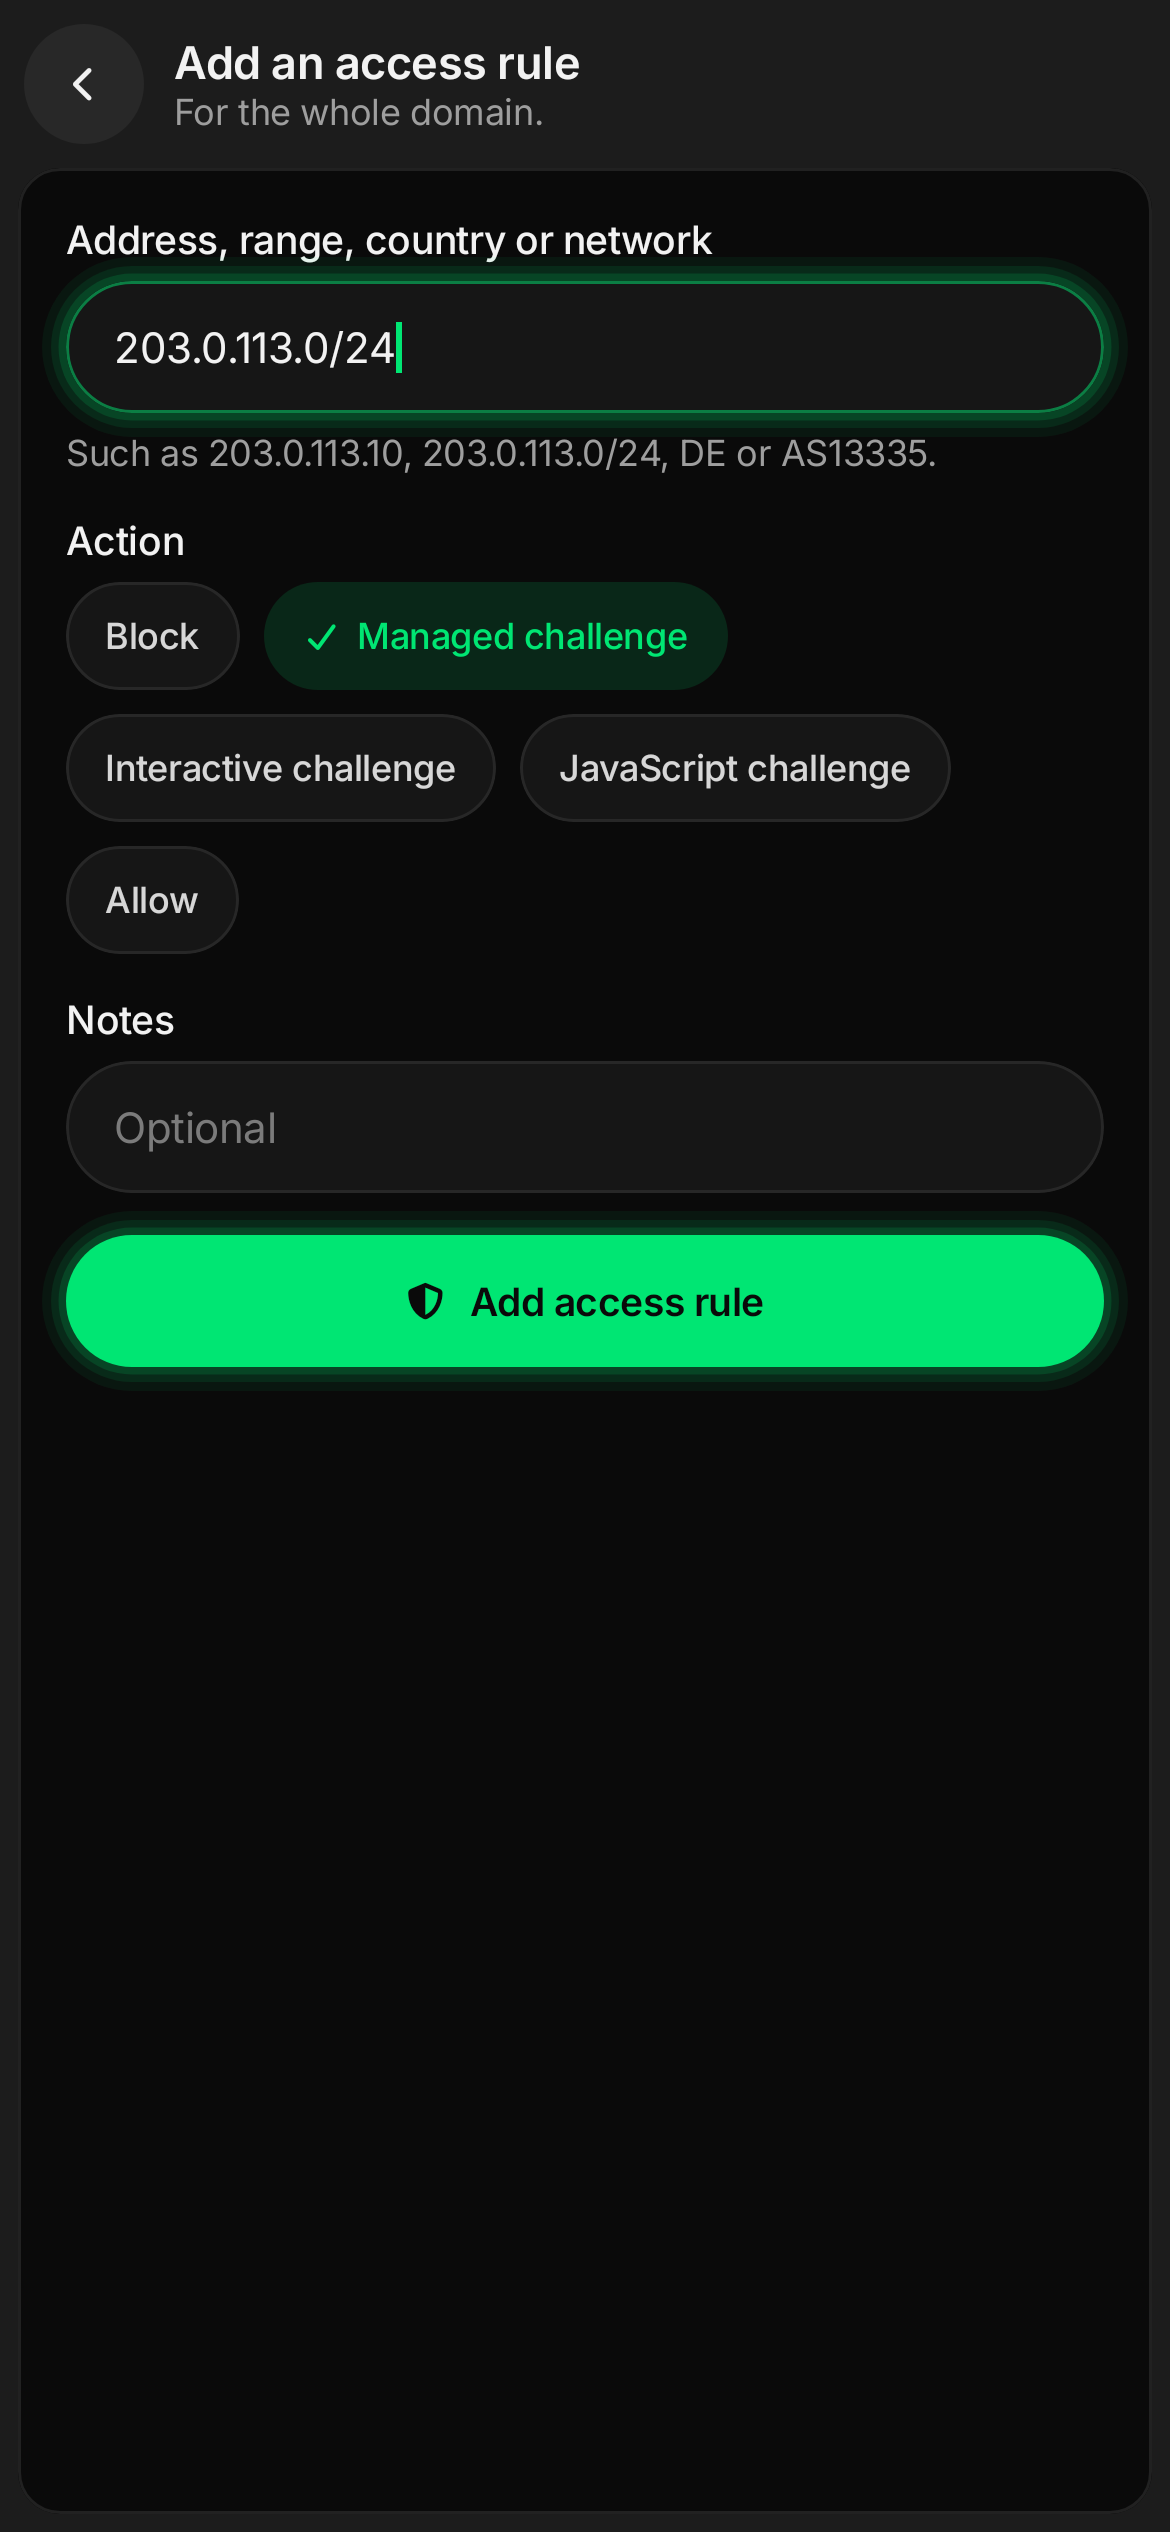 Add an access rule
For the whole domain.
Address, range, country or network
203.0.113.0/24
Such as 203.0.113.10, 203.0.113.0/24, DE or AS13335.
Action
Block
Managed challenge
Interactive challenge
JavaScript challenge
Allow
Notes
Optional
Add access rule